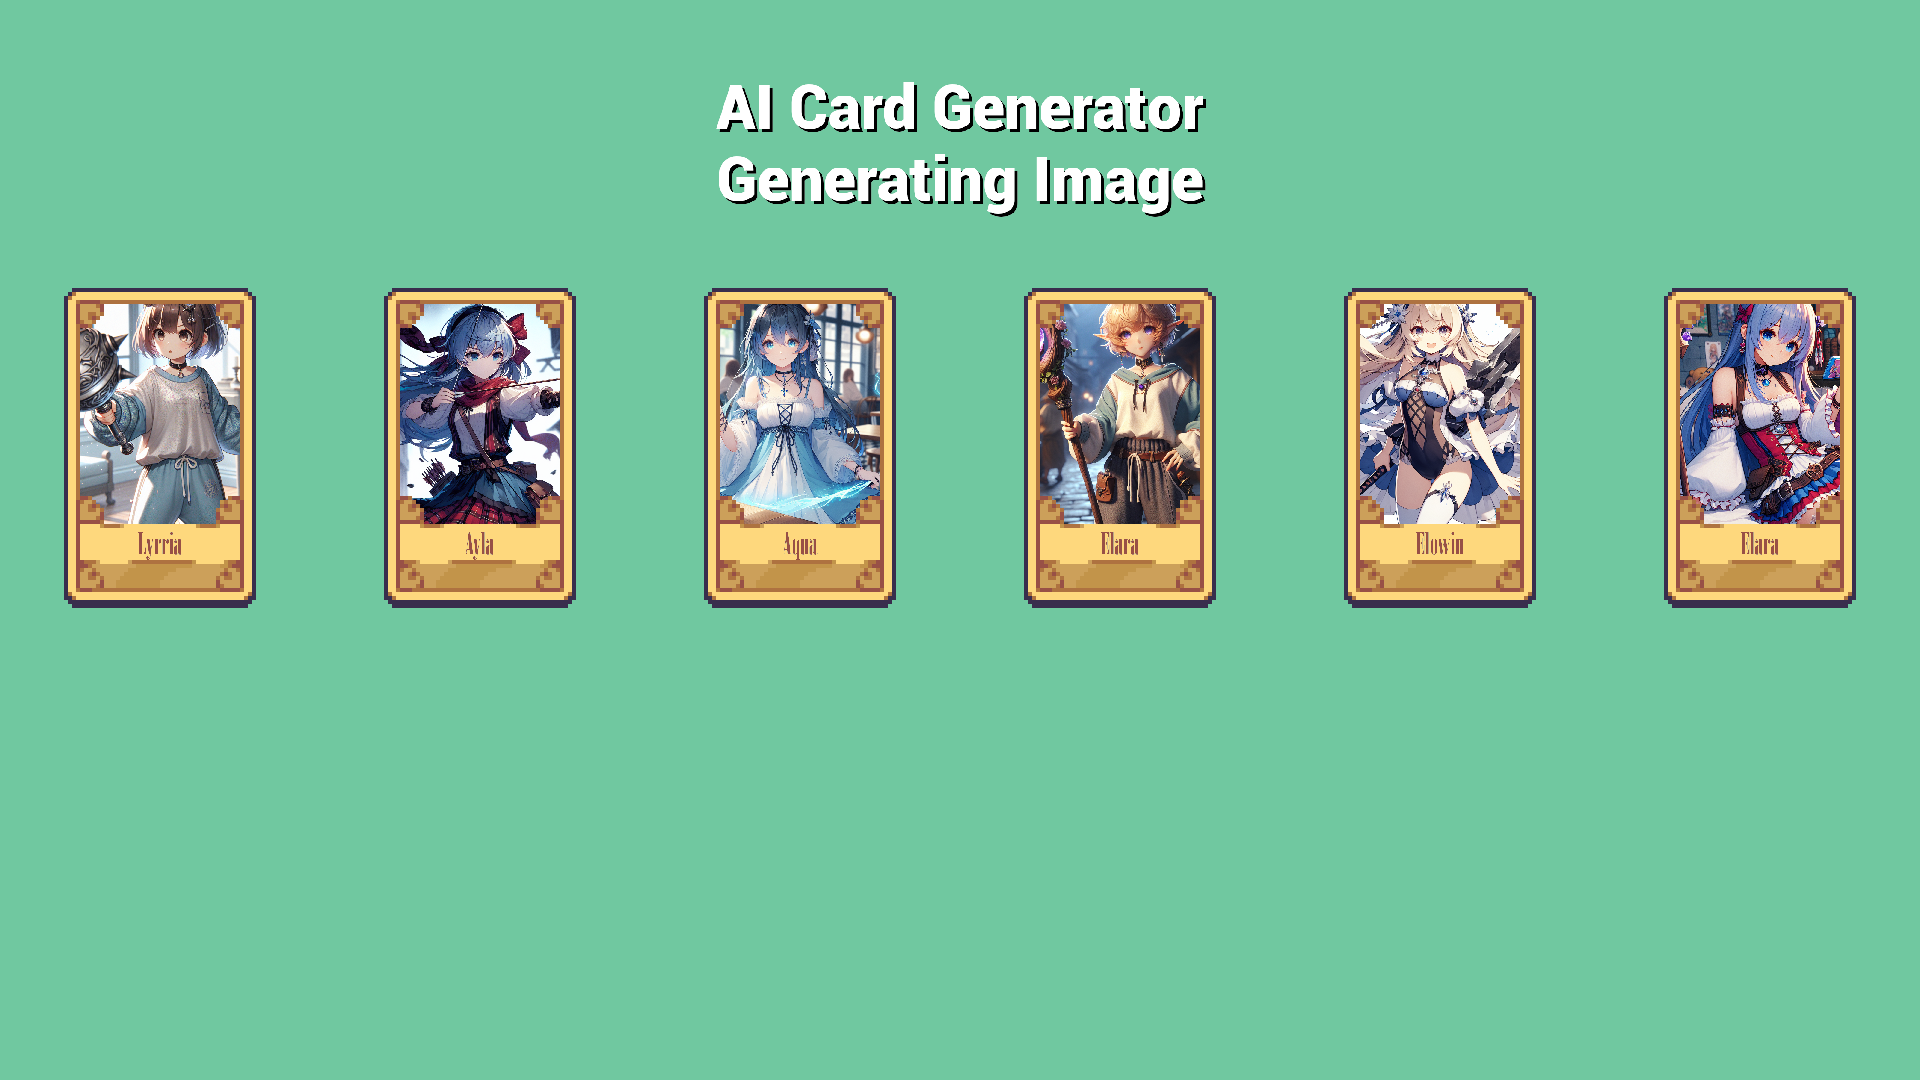 AI Card Generator
Generating Image
Lyrria
Ayla
Aqua
Elara
Elowin
Elara